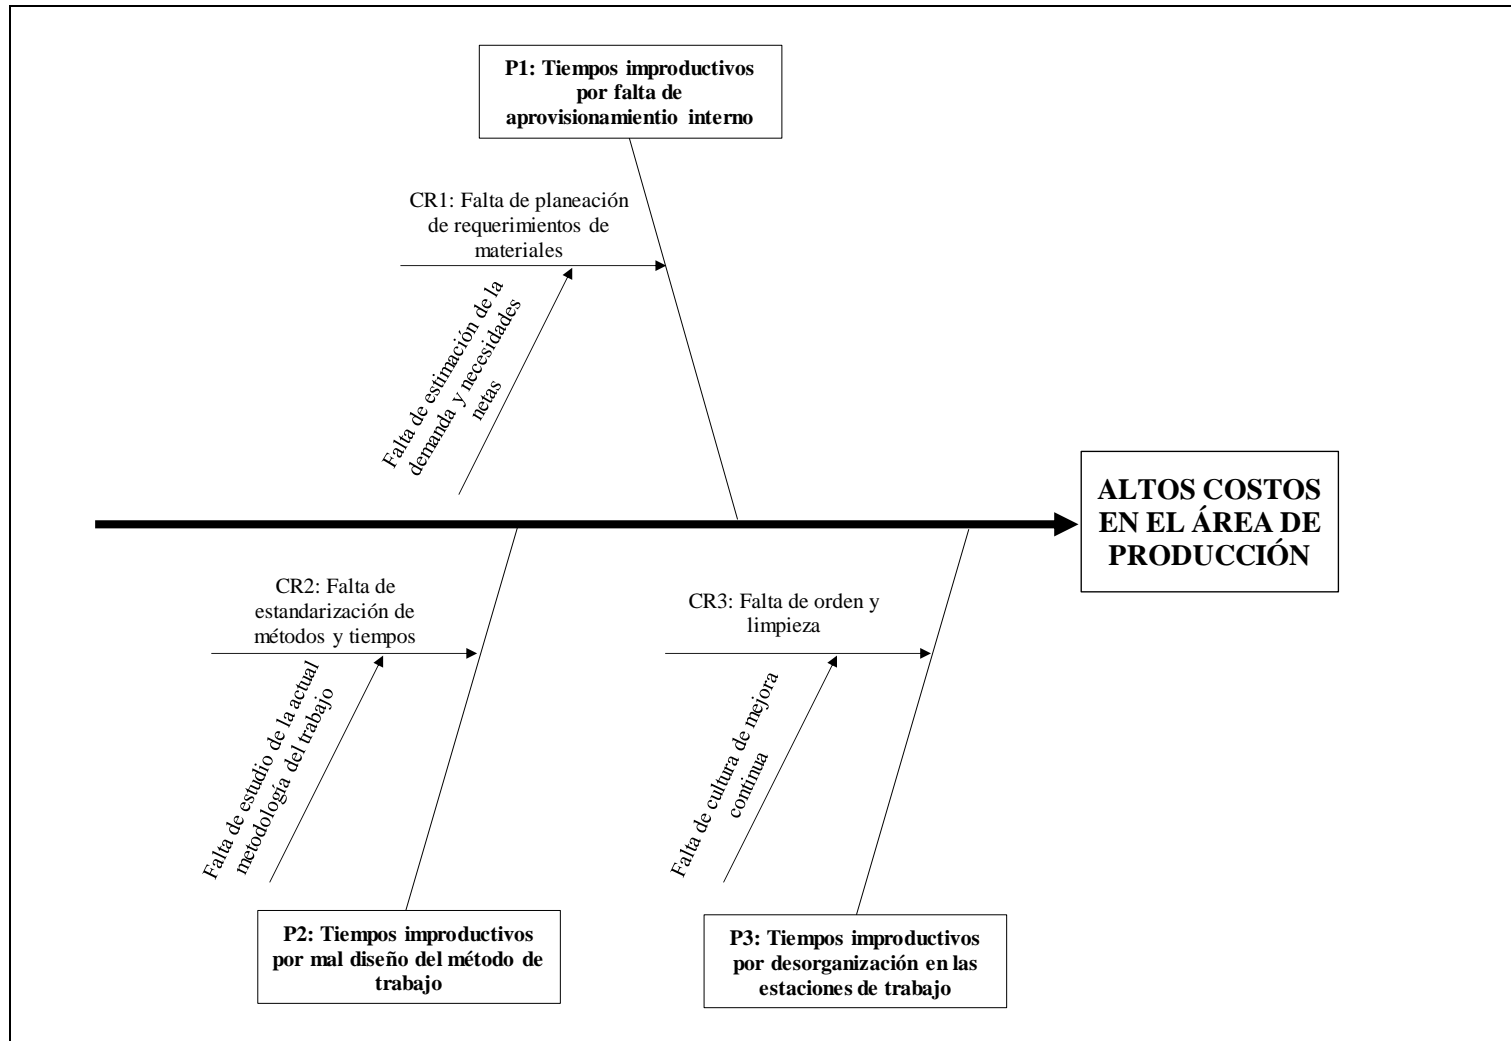 P1: Tiempos improductivos
por falta de
aprovisionamientio interno
CR1: Falta de planeación
de requerimientos de
materiales
Falta de estimación de la
demanda y necesidades
netas
ALTOS COSTOS
EN EL ÁREA DE
PRODUCCIÓN
CR2: Falta de
estandarización de
métodos y tiempos
Falta de estudio de la actual
metodología del trabajo
CR3: Falta de orden y
limpieza
Falta de cultura de mejora
continua
P2: Tiempos improductivos
por mal diseño del método de
trabajo
P3: Tiempos improductivos
por desorganización en las
estaciones de trabajo